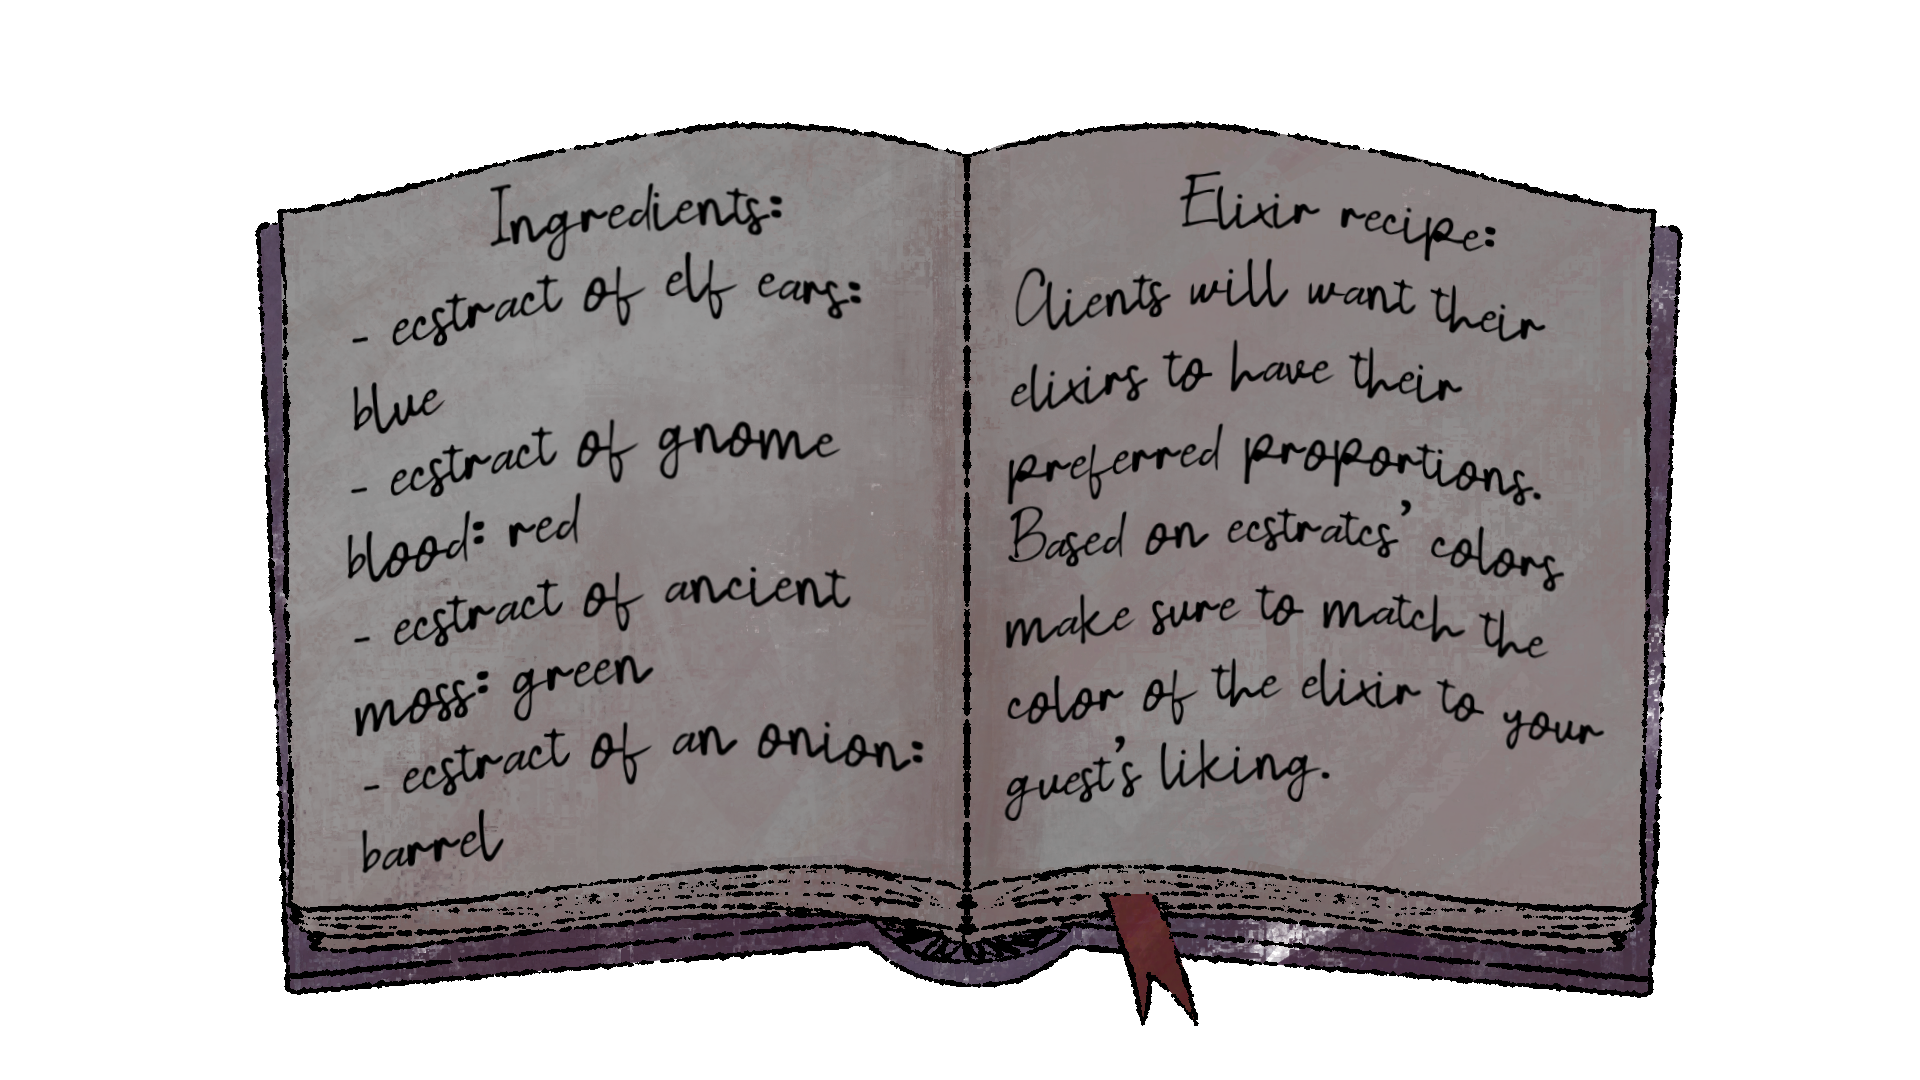 Ingredients:
- ecstract of elf ears:
blue
- ecstract of gnome
blood: red
- ecstract of ancient
moss: green
- ecstract of an onion:
barrel
Elixir recipe:
Clients will want their
elixirs to have their
preferred proportions.
Based on ecstratcs' colors
make sure to match the
color of the elixir to your
guest's liking.